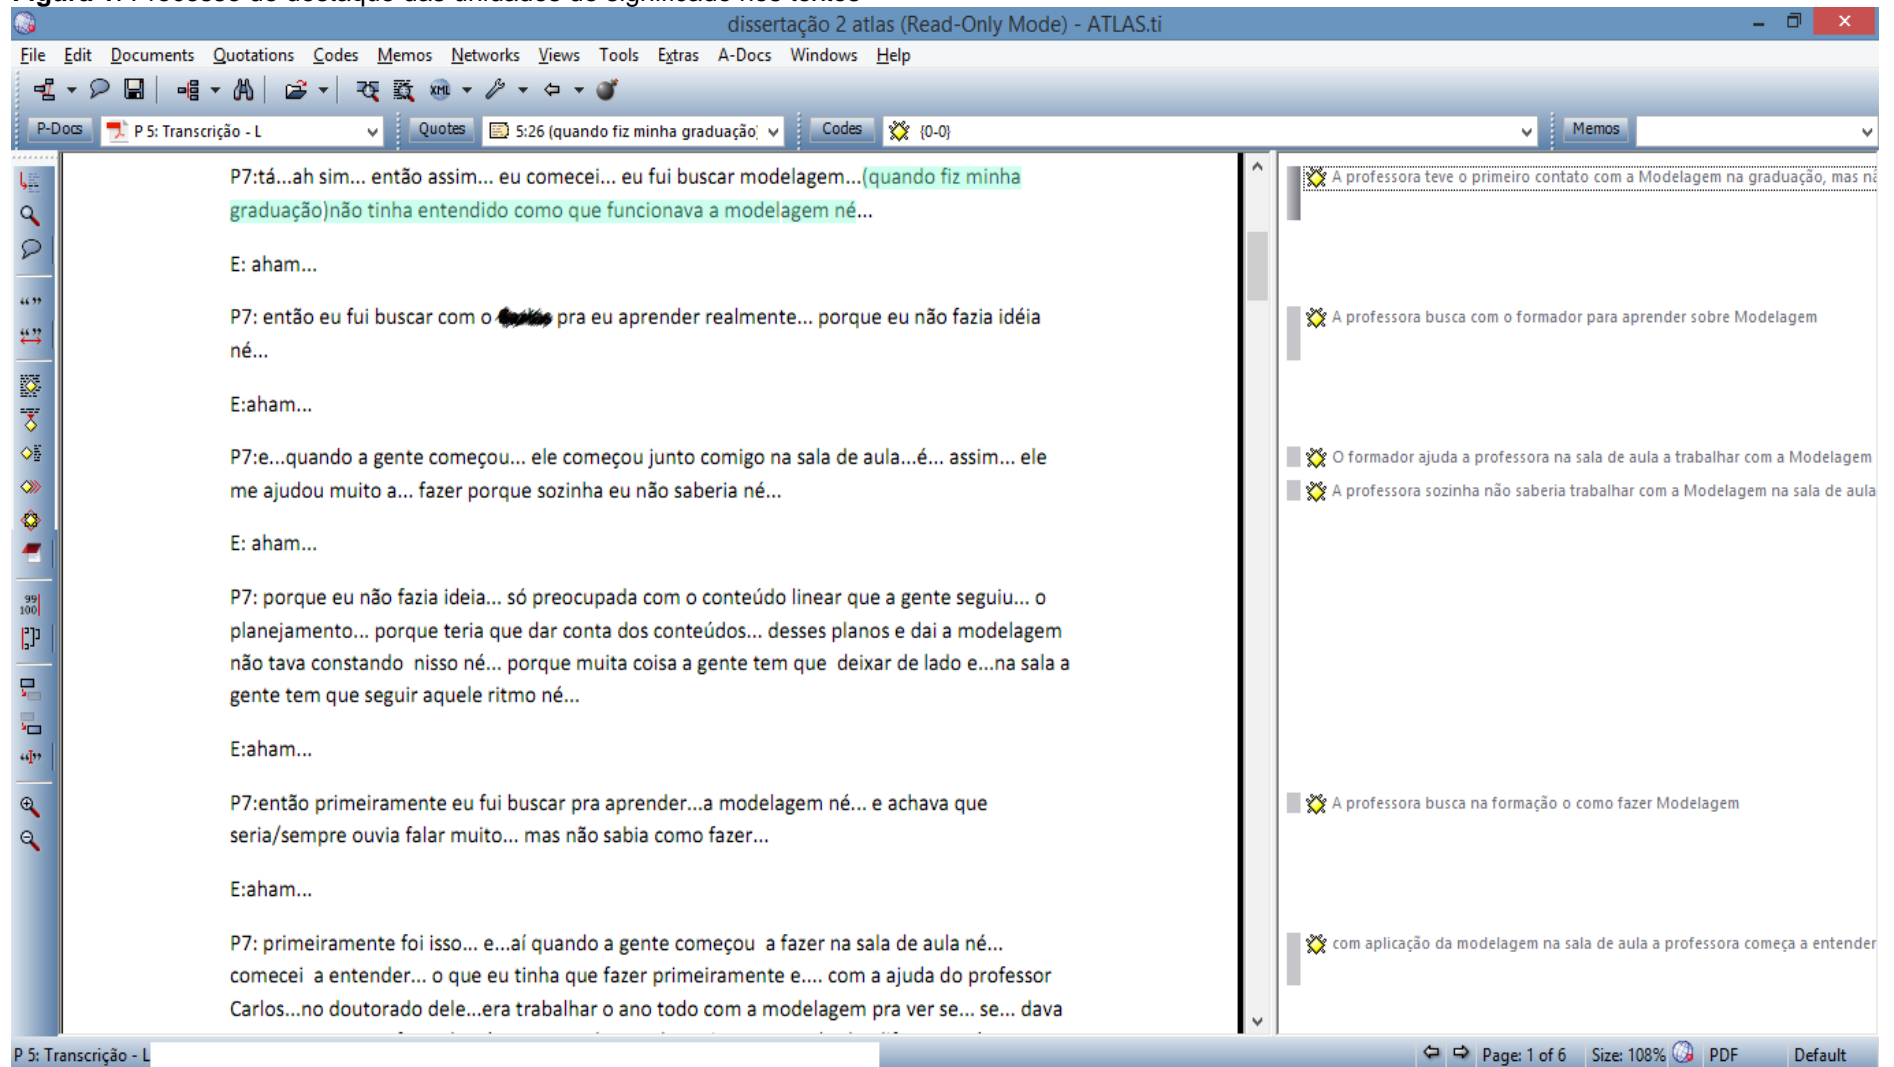 dissertação 2 atlas (Read-Only Mode) - ATLAS.ti
File Edit Documents Quotations Codes Memos Networks Views Tools Extras A-Docs Windows Help
XML
P-Docs P 5: Transcrição - L Quotes 5:26 (quando fiz minha graduação) Codes {0-0} Memos
P7:tá...ah sim... então assim... eu comecei... eu fui buscar modelagem...(quando fiz minha
graduação)não tinha entendido como que funcionava a modelagem né...
E: aham...
P7: então eu fui buscar com o pra eu aprender realmente... porque eu não fazia idéia
né...
E:aham...
P7:e...quando a gente começou... ele começou junto comigo na sala de aula...é... assim... ele
me ajudou muito a... fazer porque sozinha eu não saberia né...
E: aham...
P7: porque eu não fazia ideia... só preocupada com o conteúdo linear que a gente seguiu... o
planejamento... porque teria que dar conta dos conteúdos... desses planos e dai a modelagem
não tava constando nisso né... porque muita coisa a gente tem que deixar de lado e...na sala a
gente tem que seguir aquele ritmo né...
E:aham...
P7:então primeiramente eu fui buscar pra aprender...a modelagem né... e achava que
seria/sempre ouvia falar muito... mas não sabia como fazer...
E:aham...
P7: primeiramente foi isso... e...aí quando a gente começou a fazer na sala de aula né...
comecei a entender... o que eu tinha que fazer primeiramente e.... com a ajuda do professor
Carlos...no doutorado dele...era trabalhar o ano todo com a modelagem pra ver se... se... dava
A professora teve o primeiro contato com a Modelagem na graduação, mas nã
A professora busca com o formador para aprender sobre Modelagem
O formador ajuda a professora na sala de aula a trabalhar com a Modelagem
A professora sozinha não saberia trabalhar com a Modelagem na sala de aula
A professora busca na formação o como fazer Modelagem
com aplicação da modelagem na sala de aula a professora começa a entender
99
100
P 5: Transcrição - L Page: 1 of 6 Size: 108% PDF Default